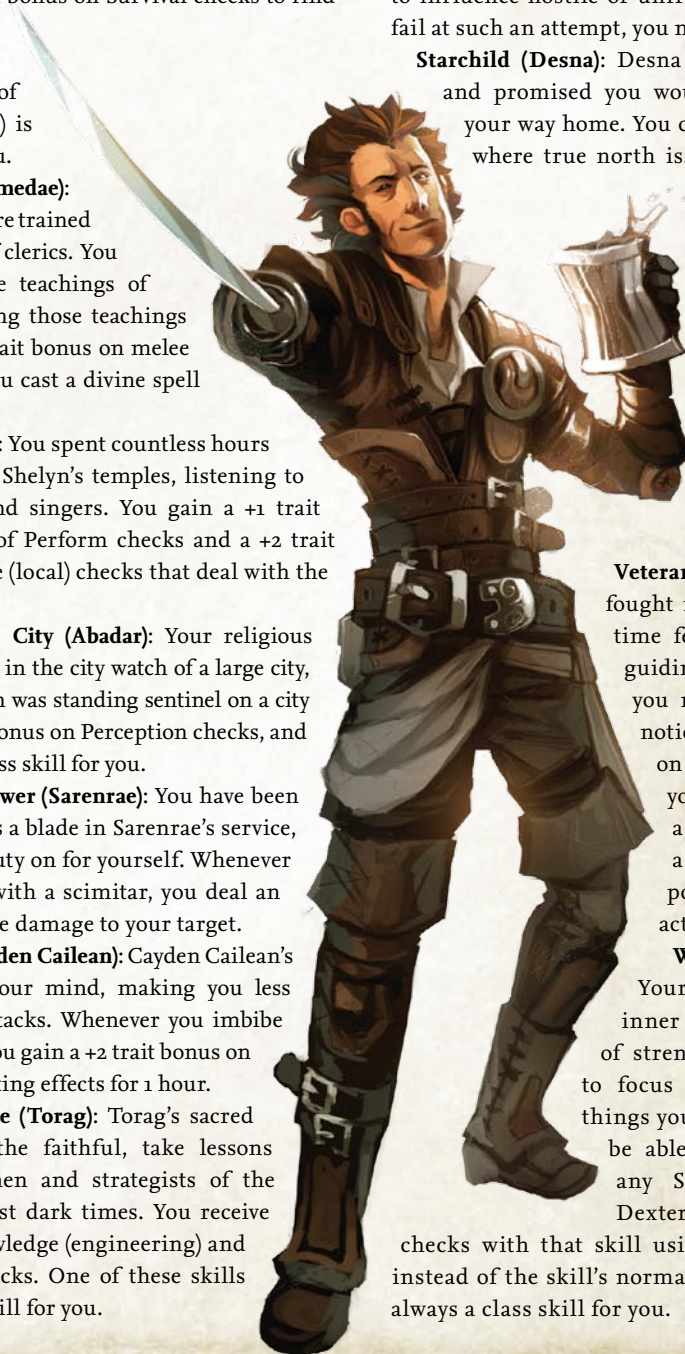 bonus on Survival checks to find
of
) is
u.
medae):
re trained
f clerics. You
e teachings of
ng those teachings
ait bonus on melee
u cast a divine spell
: You spent countless hours
Shelyn’s temples, listening to
nd singers. You gain a +1 trait
of Perform checks and a +2 trait
e (local) checks that deal with the
City (Abadar): Your religious
in the city watch of a large city,
n was standing sentinel on a city
onus on Perception checks, and
ss skill for you.
wer (Sarenrae): You have been
s a blade in Sarenrae’s service,
uty on for yourself. Whenever
with a scimitar, you deal an
e damage to your target.
den Cailean): Cayden Cailean’s
our mind, making you less
tacks. Whenever you imbibe
ou gain a +2 trait bonus on
ting effects for 1 hour.
e (Torag): Torag’s sacred
the faithful, take lessons
men and strategists of the
st dark times. You receive
wledge (engineering) and
cks. One of these skills
ill for you.
fail at such an attempt, you n
Starchild (Desna): Desna
and promised you wou
your way home. You c
where true north is.
Veteran
fought
time fo
guidin
you
notic
on
yo
a
a
po
act
W
Your
inner
of stren
to focus
things you
be able
any S
Dexter
checks with that skill usi
instead of the skill’s norma
always a class skill for you.